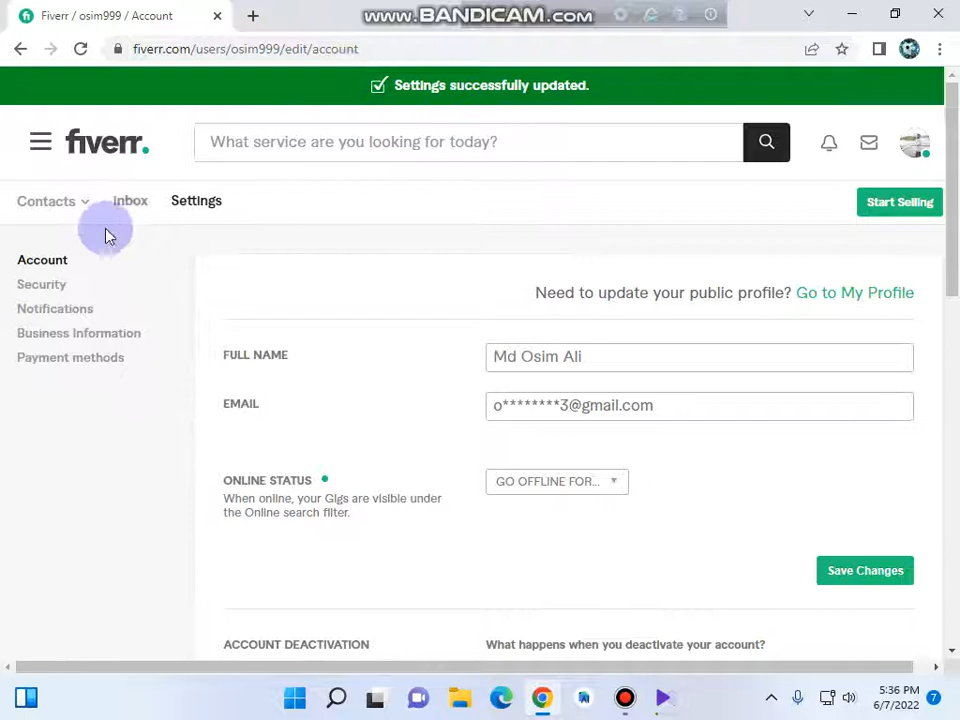 Fiverr / osim999 / Account
www.BANDICAM.com
fiverr.com/users/osim999/edit/account
Settings successfully updated.
fiverr.
What service are you looking for today?
Contacts
Inbox
Settings
Start Selling
Account
Security
Notifications
Business Information
Payment methods
Need to update your public profile? Go to My Profile
FULL NAME
Md Osim Ali
EMAIL
o********3@gmail.com
ONLINE STATUS
GO OFFLINE FOR...
When online, your Gigs are visible under
the Online search filter.
Save Changes
ACCOUNT DEACTIVATION
What happens when you deactivate your account?
5:36 PM
6/7/2022
7